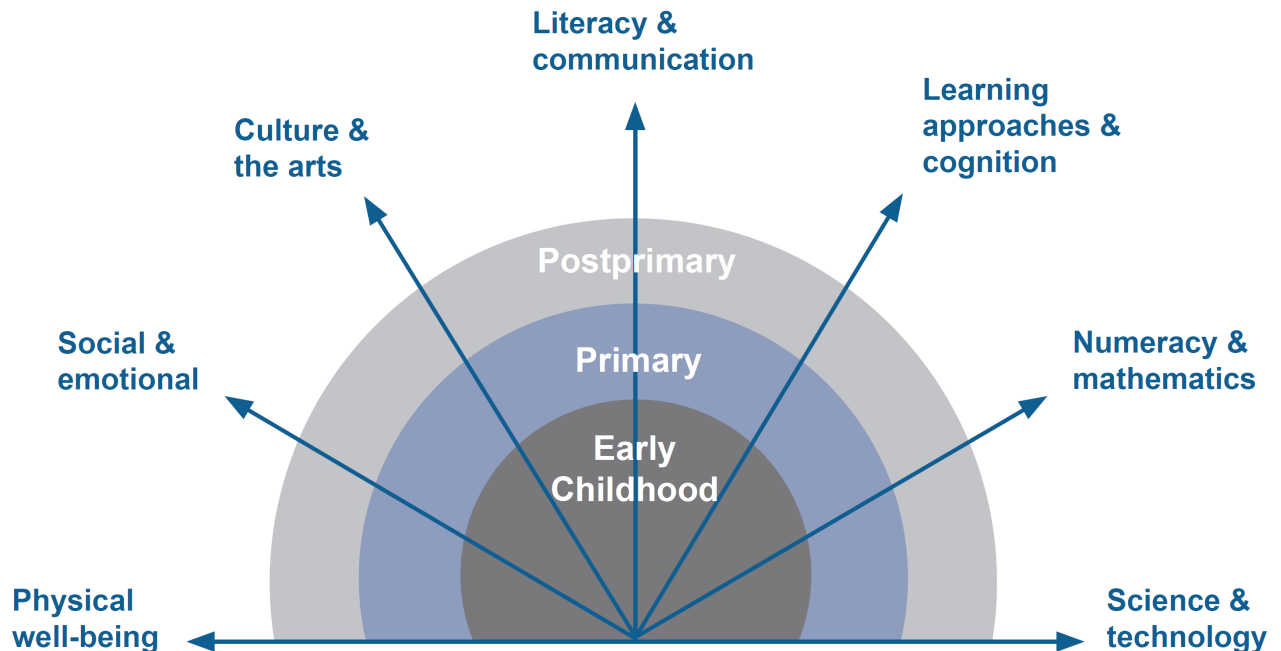 Literacy &
communication
Learning
approaches &
cognition
Culture &
the arts
Postprimary
Social &
emotional
Primary
Numeracy &
mathematics
Early
Childhood
Physical
well-being
Science &
technology